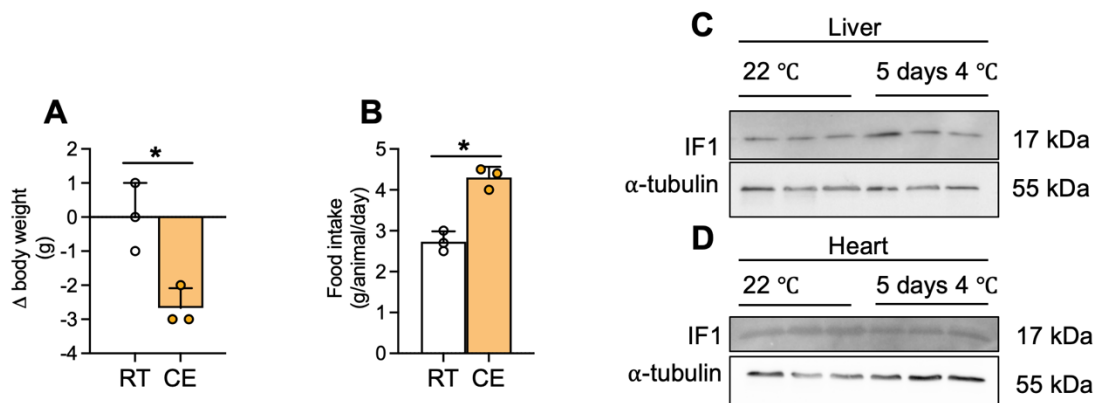 A
*
Δ body weight
(g)
2
1
0
-1
-2
-3
-4
RT CE
B
*
Food intake
(g/animal/day)
5
4
3
2
1
0
RT CE
C
Liver
22 ℃ 5 days 4 ℃
IF1 17 kDa
α-tubulin 55 kDa
D
Heart
22 ℃ 5 days 4 ℃
IF1 17 kDa
α-tubulin 55 kDa